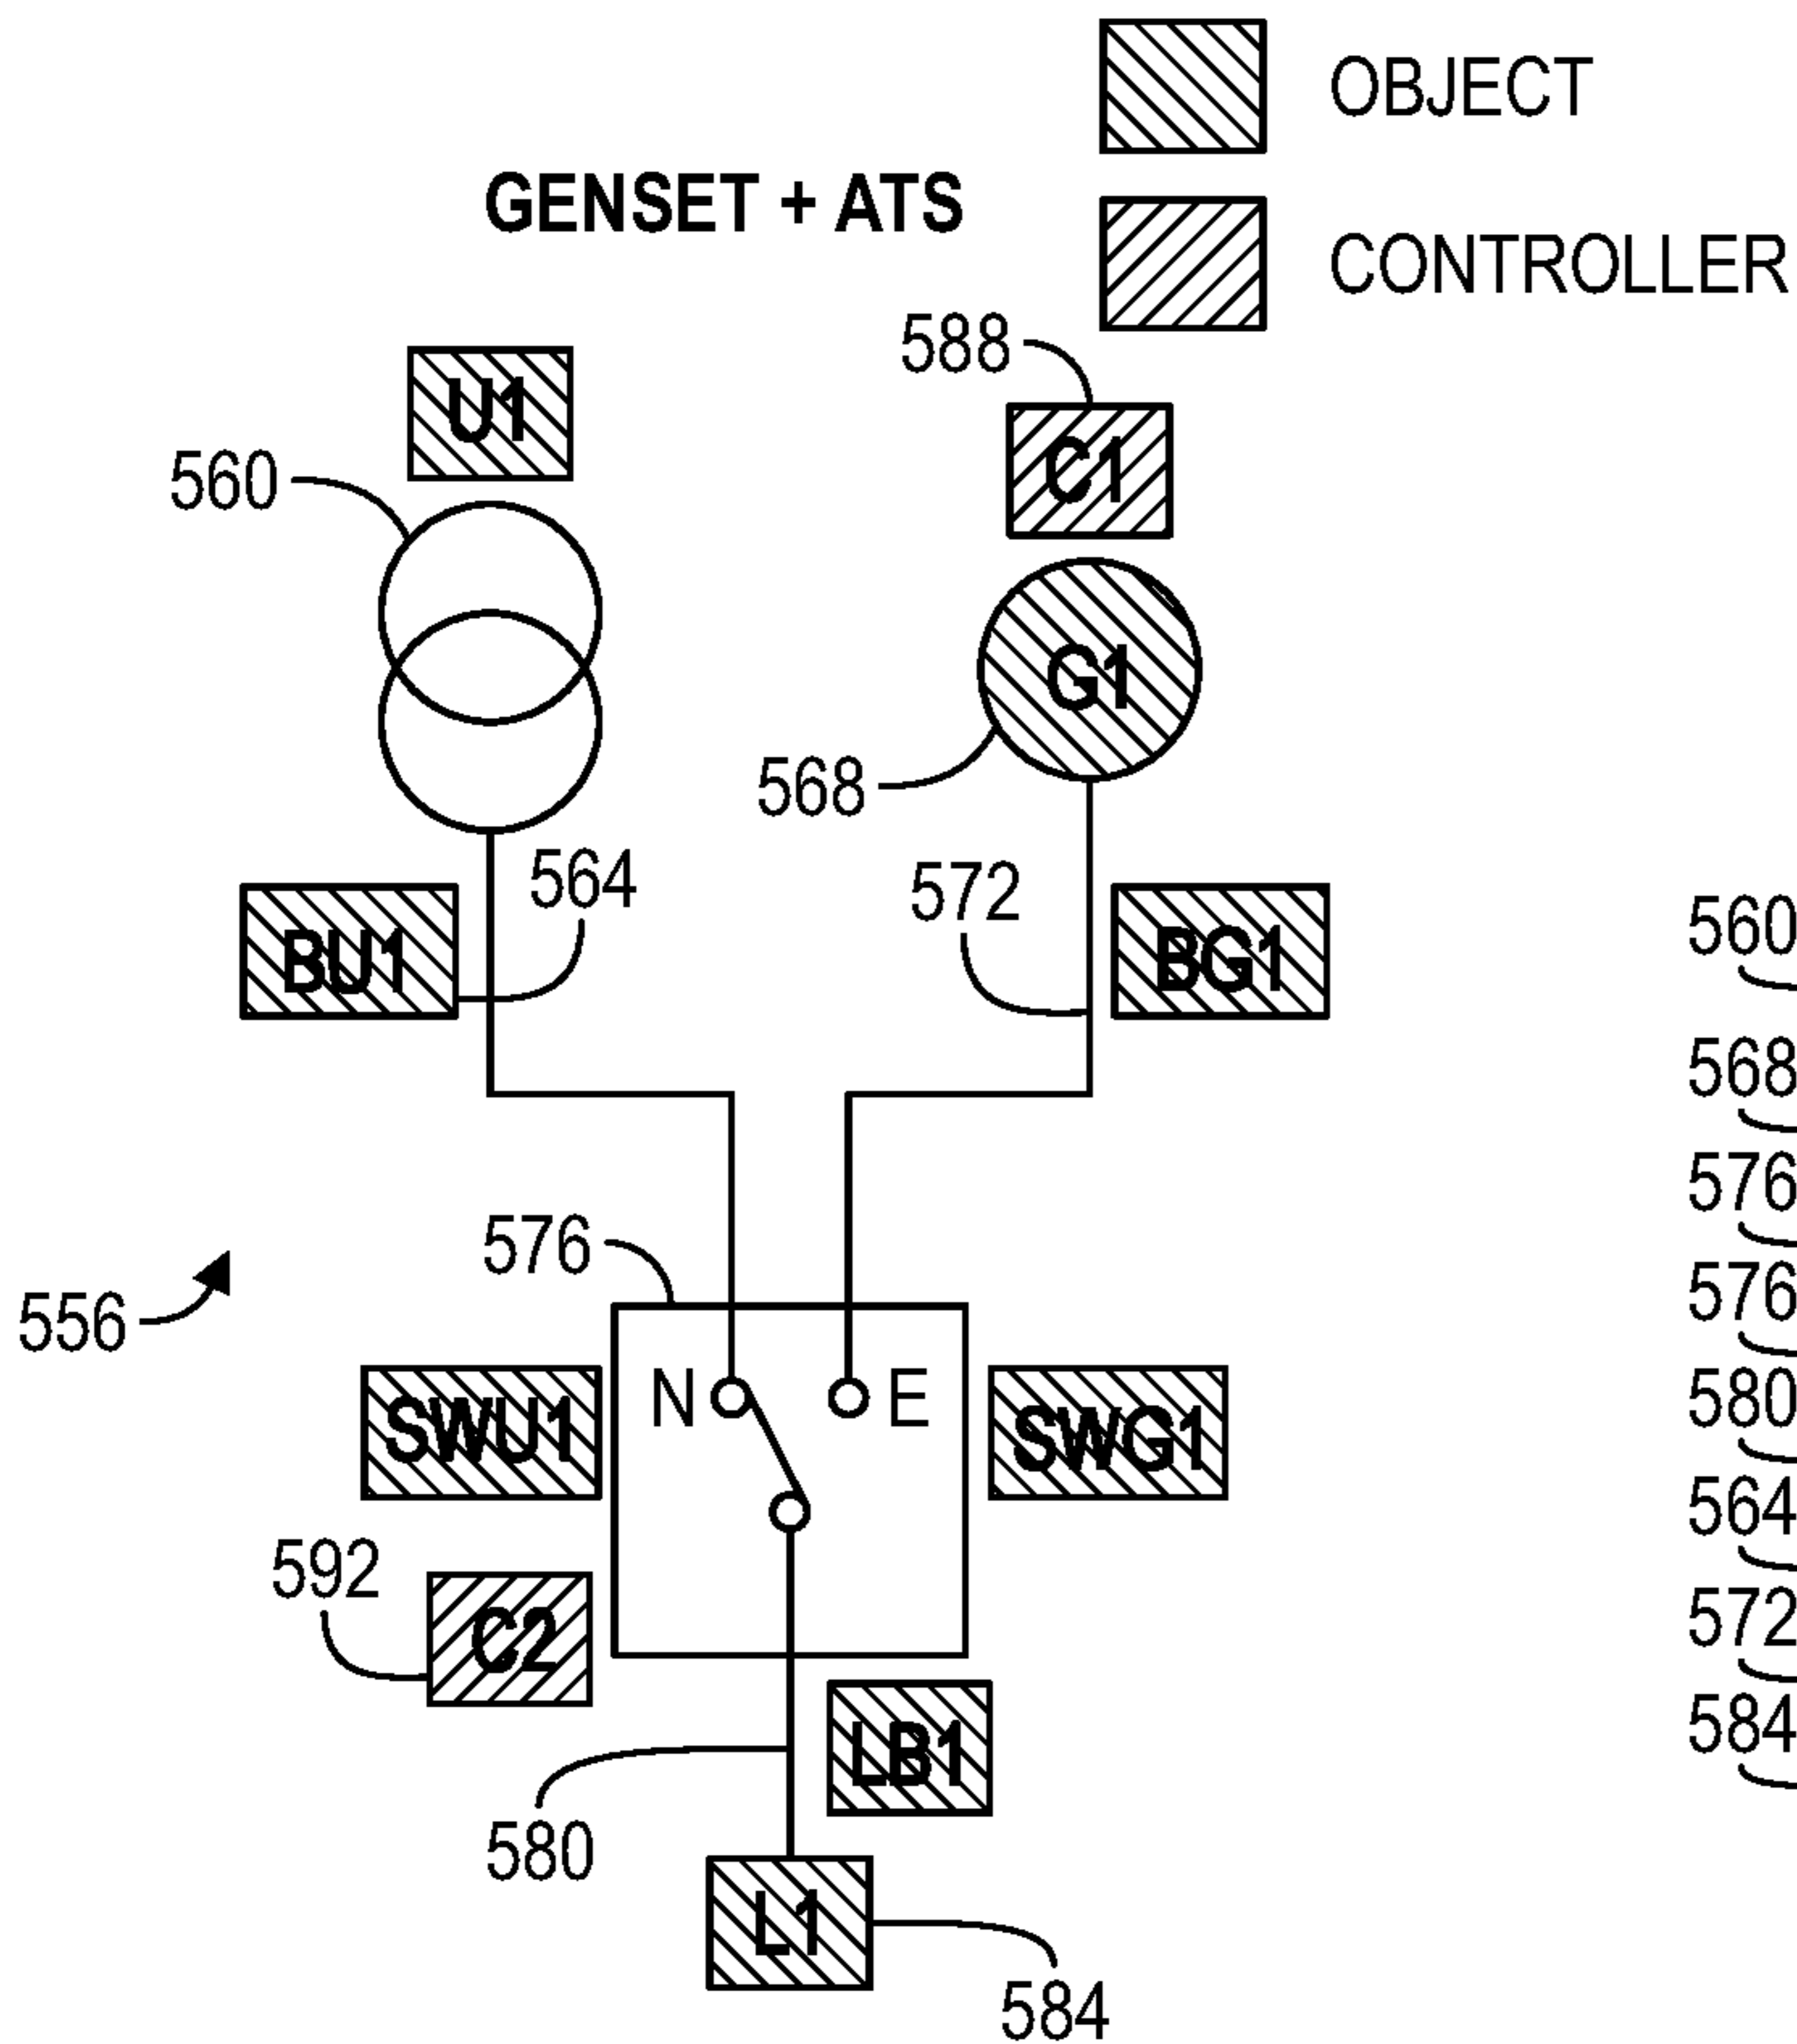 OBJECT
GENSET + ATS
CONTROLLER
588
U1
C1
560
G1
568
564
572
BU1
BG1
560
568
576
576
556
N
E
SWU1
SWG1
576
580
592
564
C2
572
LB1
584
580
L1
584